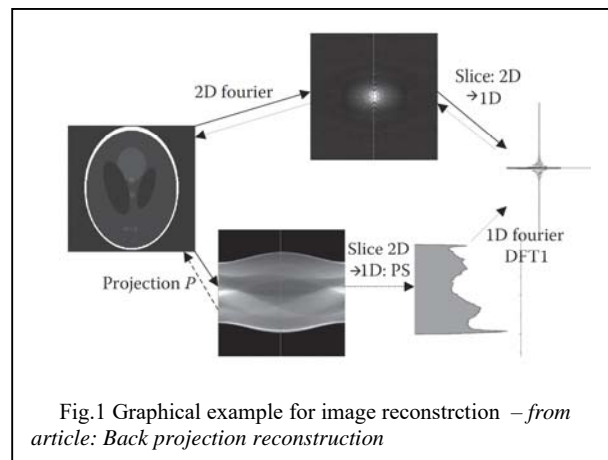 2D fourier
Slice: 2D
→1D
Projection P
Slice 2D
→1D: PS
1D fourier
DFT1
Fig.1 Graphical example for image reconstrction – from
article: Back projection reconstruction